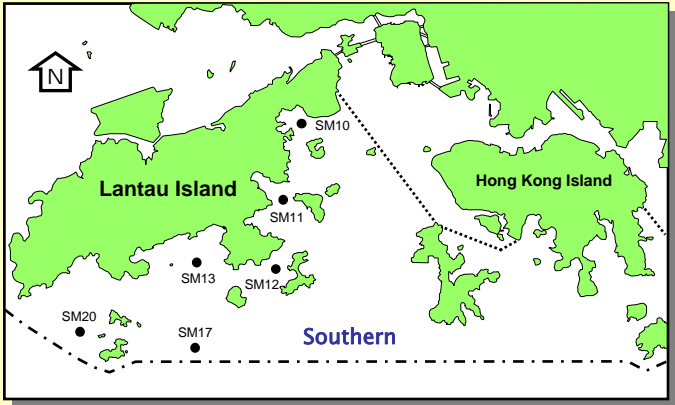 N
SM10
Lantau Island
Hong Kong Island
SM11
SM13
SM12
SM20
SM17
Southern